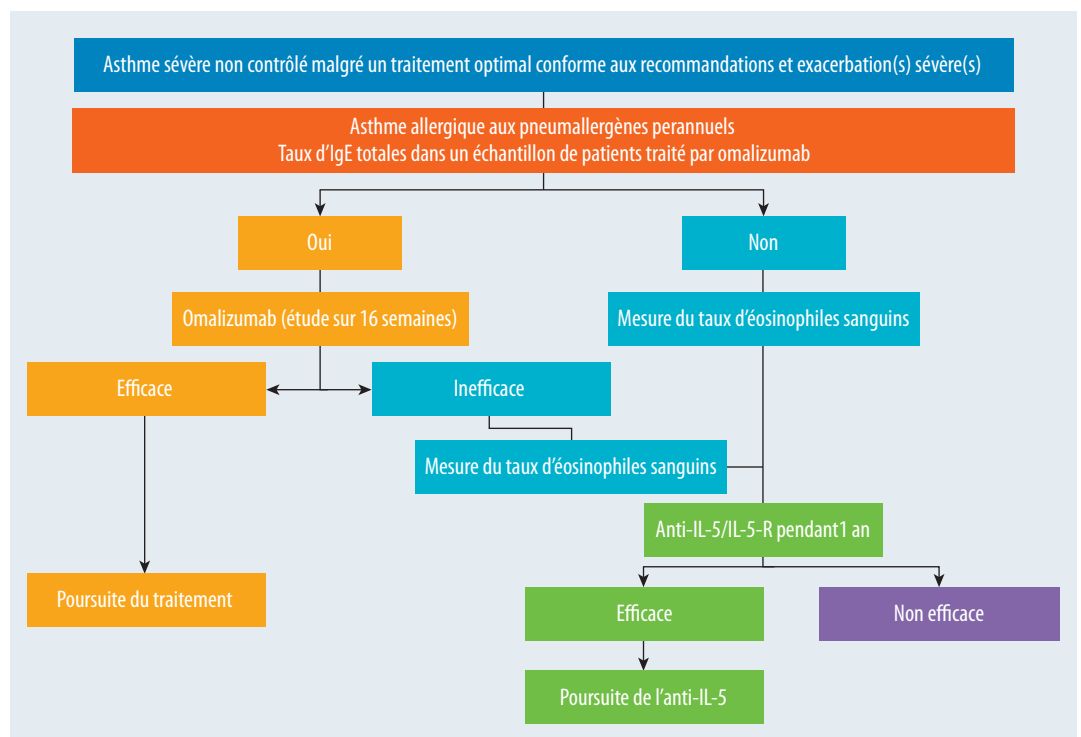 Asthme sévère non contrôlé malgré un traitement optimal conforme aux recommandations et exacerbation(s) sévère(s)
Asthme allergique aux pneumallergènes perannuels
Taux d'IgE totales dans un échantillon de patients traité par omalizumab
Oui
Non
Omalizumab (étude sur 16 semaines)
Mesure du taux d'éosinophiles sanguins
Efficace
Inefficace
Mesure du taux d'éosinophiles sanguins
Anti-IL-5/IL-5-R pendant1 an
Poursuite du traitement
Efficace
Non efficace
Poursuite de l'anti-IL-5